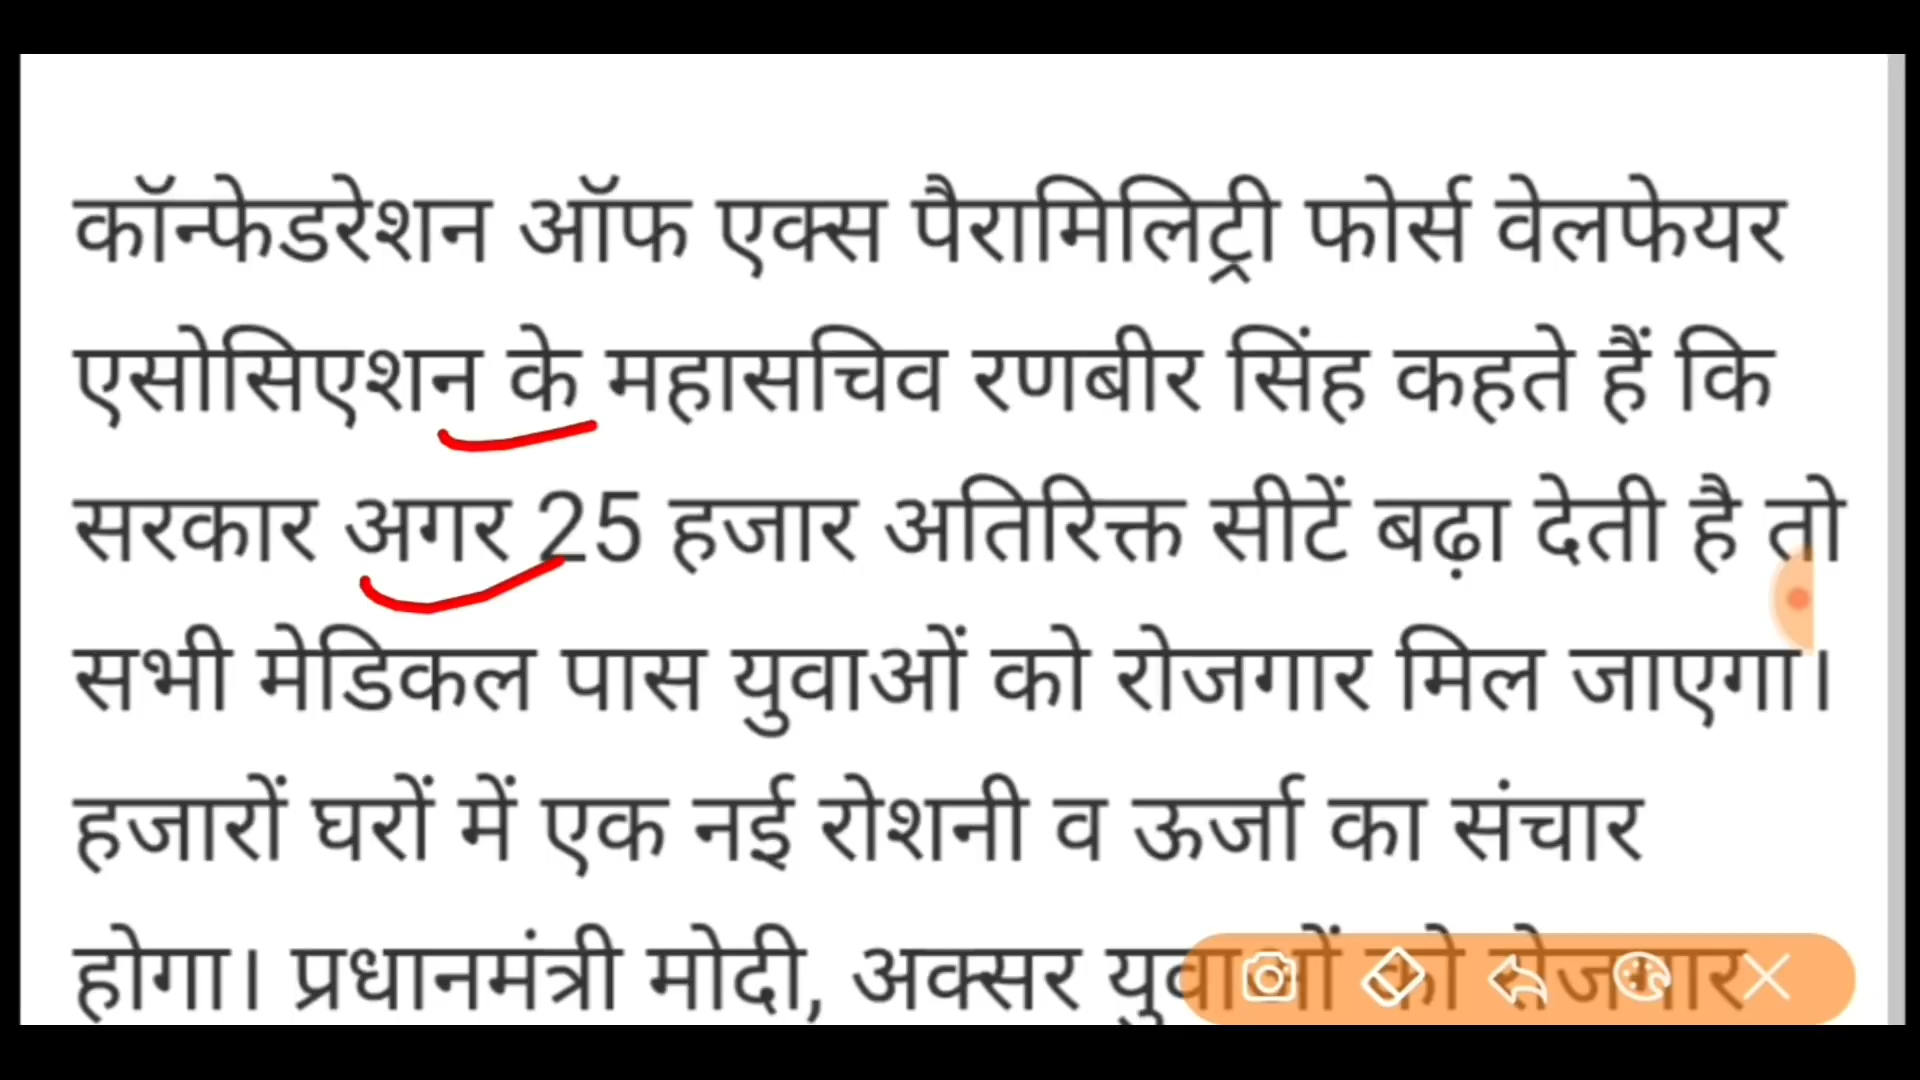 कॉन्फेडरेशन ऑफ एक्स पैरामिलिट्री फोर्स वेलफेयर
एसोसिएशन के महासचिव रणबीर सिंह कहते हैं कि
सरकार अगर 25 हजार अतिरिक्त सीटें बढ़ा देती है तो
सभी मेडिकल पास युवाओं को रोजगार मिल जाएगा।
हजारों घरों में एक नई रोशनी व ऊर्जा का संचार
होगा। प्रधानमंत्री मोदी, अक्सर युवाओं को रोजगार